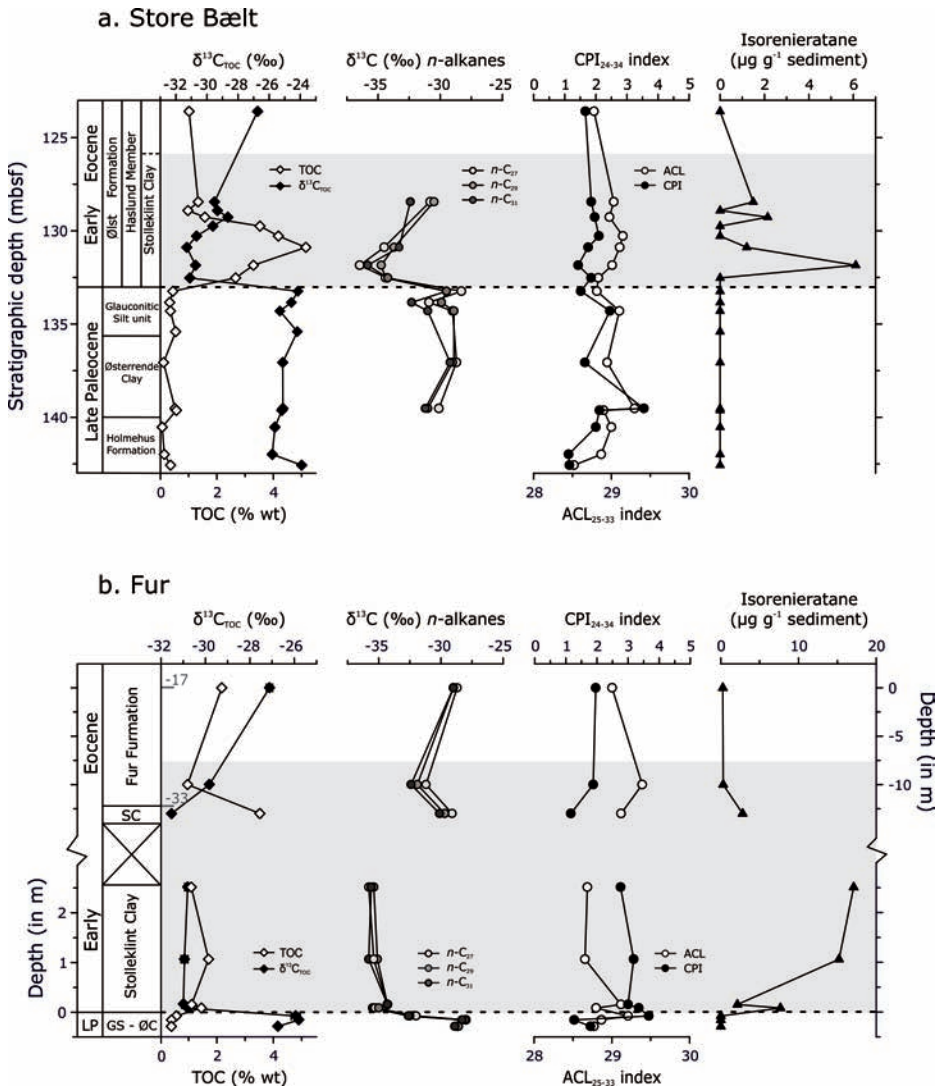 a. Store Bælt
δ¹³C_TOC (‰)
-31 -30 -28 -26 -24
δ¹³C (‰) n-alkanes
-35 -30 -25
CPI₂₄₋₃₄ index
0 1 2 3 4 5
Isorenieratane
(µg g⁻¹ sediment)
0 2 4 6
Stratigraphic depth (mbsf)
125
130
135
140
Early Eocene
Late Paleocene
Ølst Formation
Haslund Member
Stolleklint Clay
Glauconitic
Silt unit
Østerrende
Clay
Holmehus
Formation
TOC
δ¹³C_TOC
n-C₂₇
n-C₂₉
n-C₃₁
ACL
CPI
0 2 4
TOC (% wt)
28 29 30
ACL₂₅₋₃₃ index
b. Fur
δ¹³C_TOC (‰)
-31 -30 -28 -26
δ¹³C (‰) n-alkanes
-35 -30 -25
CPI₂₄₋₃₄ index
0 1 2 3 4 5
Isorenieratane
(µg g⁻¹ sediment)
0 5 10 15 20
Early Eocene
LP
Fur Furmation
SC
Stolleklint Clay
GS - ØC
-17
-33
Depth (in m)
0
-5
-10
Depth (in m)
2
1
0
TOC
δ¹³C_TOC
n-C₂₇
n-C₂₉
n-C₃₁
ACL
CPI
0 2 4
TOC (% wt)
28 29 30
ACL₂₅₋₃₃ index